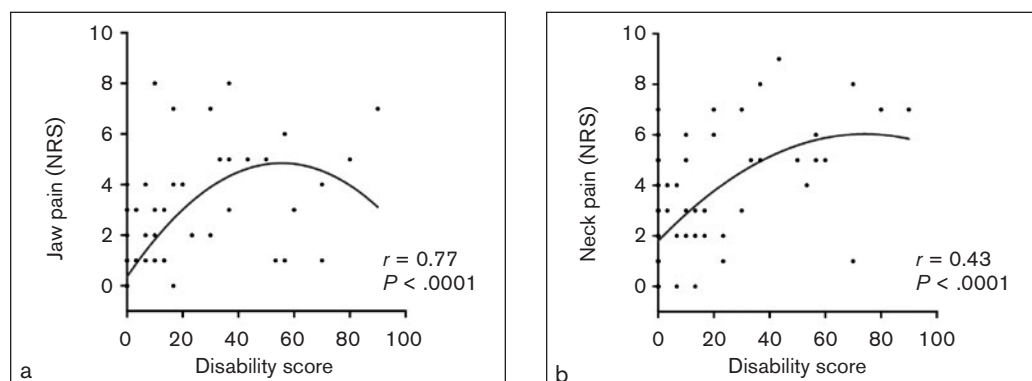 10
8
6
4
2
0
Jaw pain (NRS)
r = 0.77
P < .0001
0 20 40 60 80 100
Disability score
a
10
8
6
4
2
0
Neck pain (NRS)
r = 0.43
P < .0001
0 20 40 60 80 100
Disability score
b